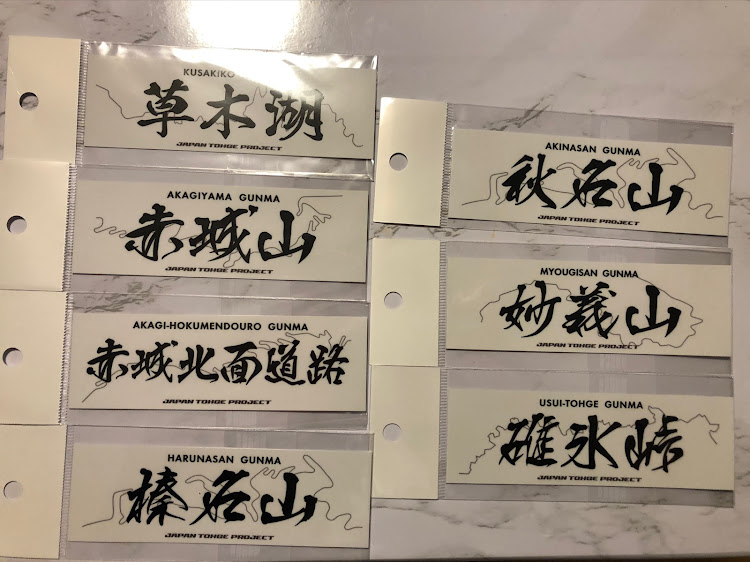 KUSAKIKO
草木湖
JAPAN TOHGE PROJECT
AKAGIYAMA GUNMA
赤城山
JAPAN TOHGE PROJECT
AKAGI-HOKUMENDOURO GUNMA
赤城北面道路
JAPAN TOHGE PROJECT
HARUNASAN GUNMA
榛名山
JAPAN TOHGE PROJECT
AKINASAN GUNMA
秋名山
JAPAN TOHGE PROJECT
MYOUGISAN GUNMA
妙義山
JAPAN TOHGE PROJECT
USUI-TOHGE GUNMA
碓氷峠
JAPAN TOHGE PROJECT